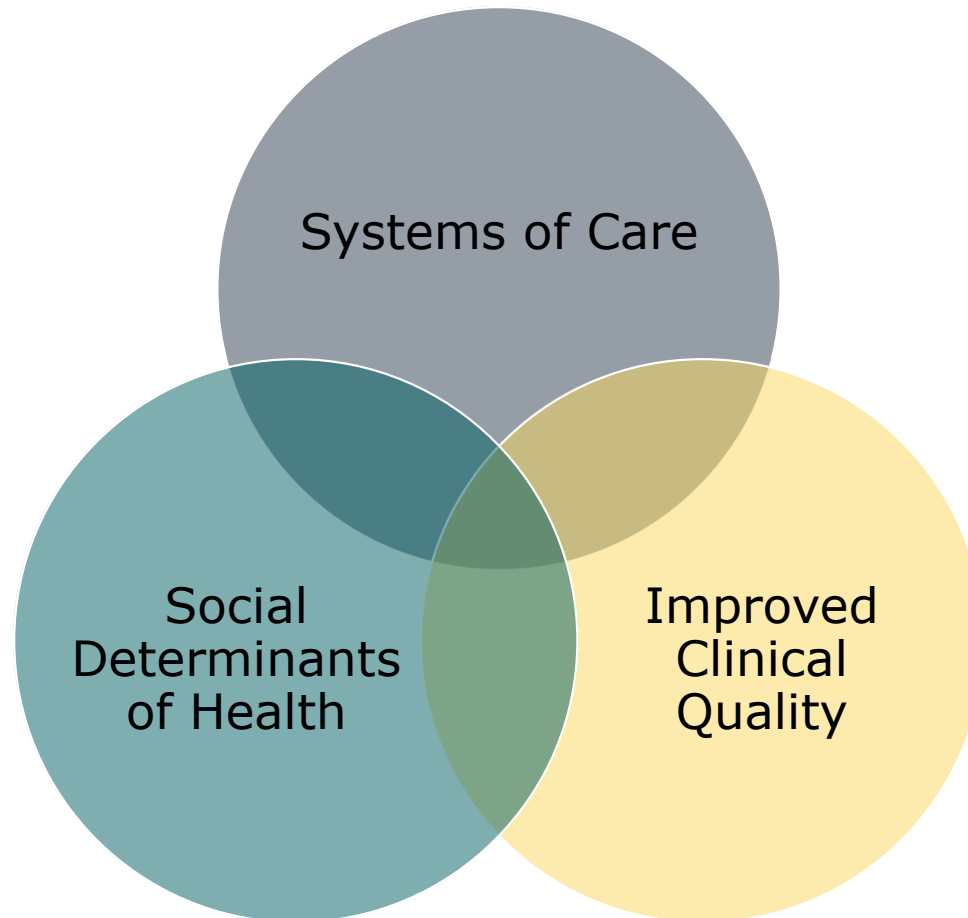 Systems of Care
Social
Determinants
of Health
Improved
Clinical
Quality